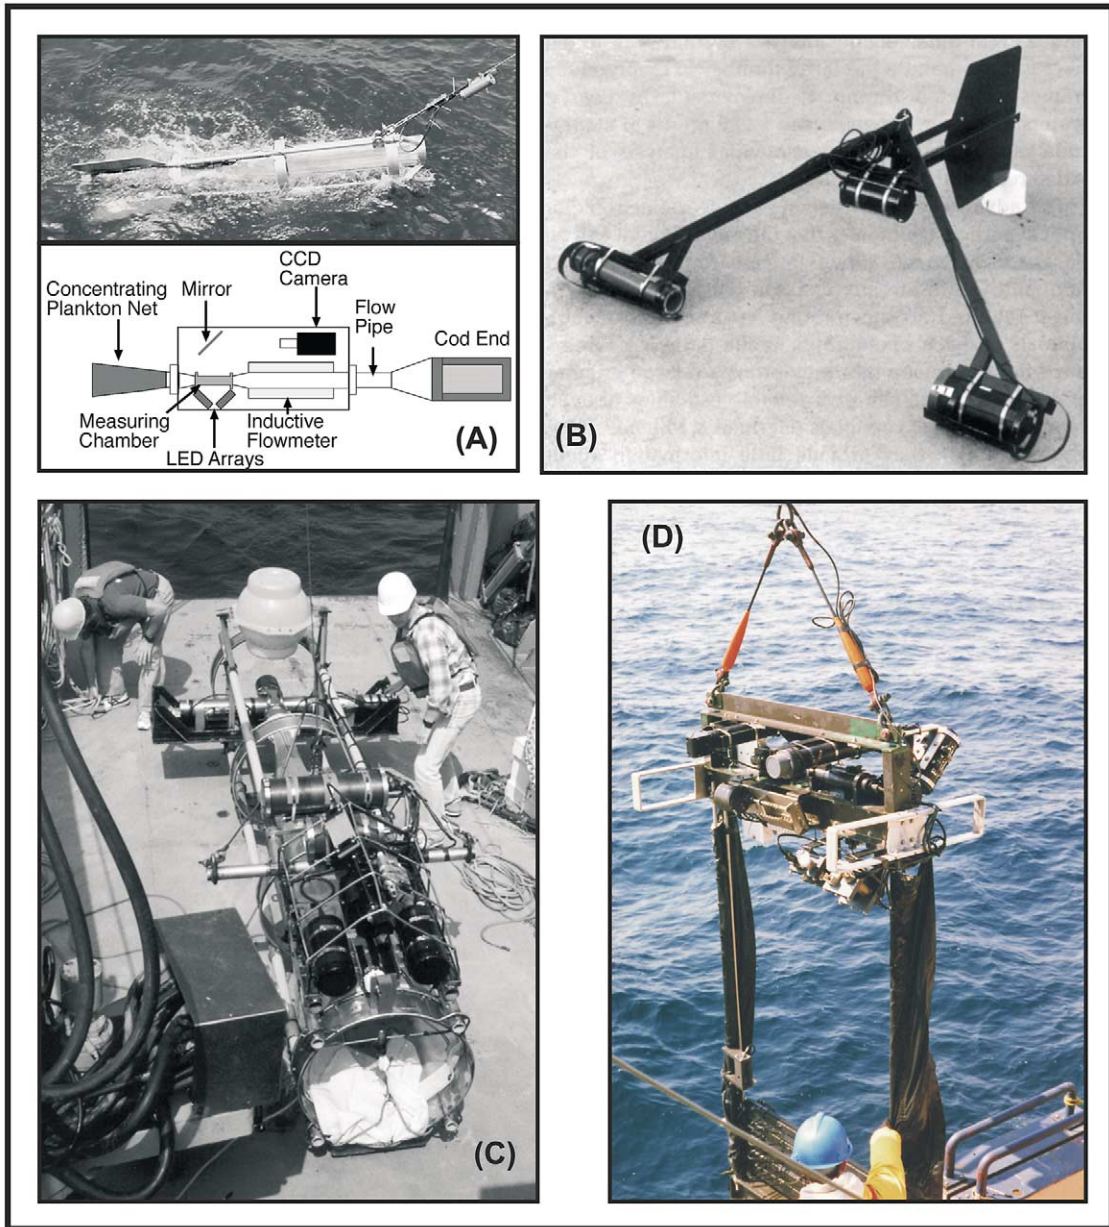 CCD
Camera
Concentrating
Plankton Net
Mirror
Flow
Pipe
Cod End
Measuring
Chamber
Inductive
Flowmeter
LED Arrays
(A)
(B)
(C)
(D)